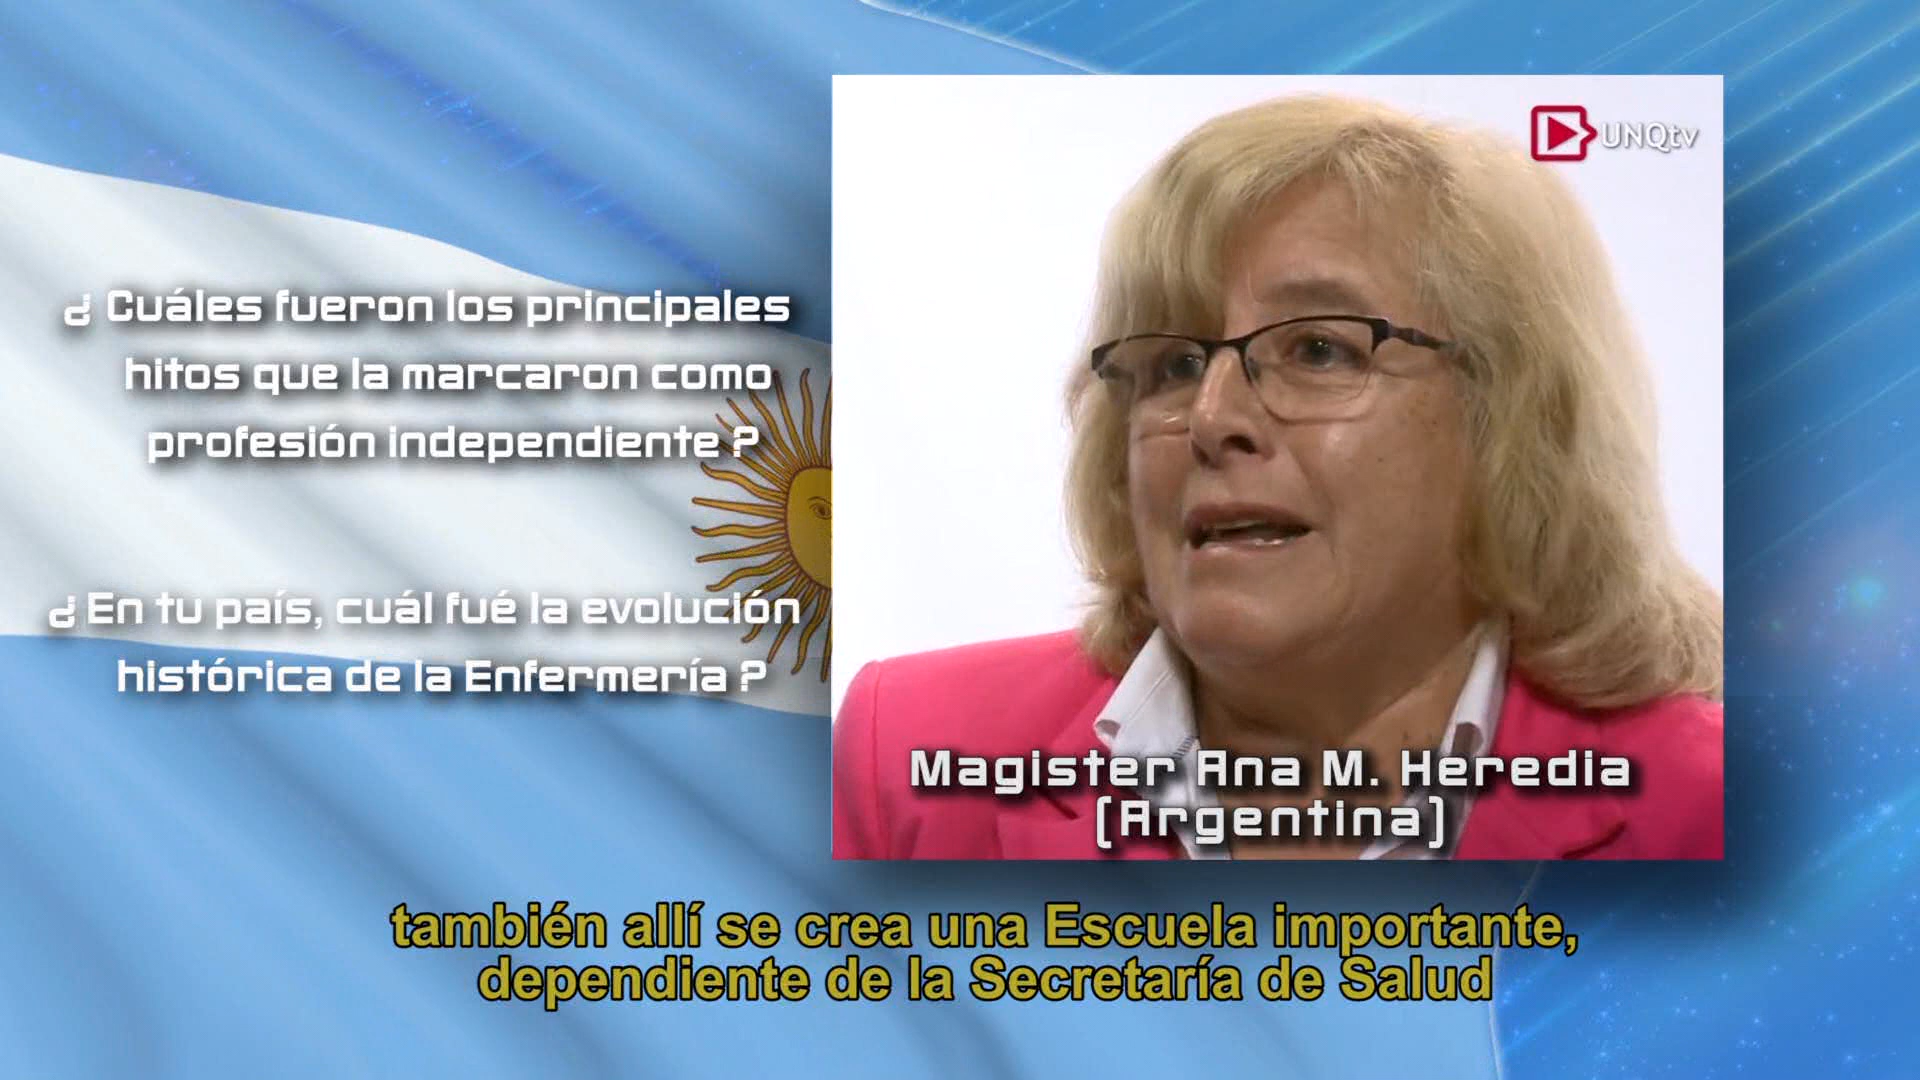 ¿ Cuáles fueron los principales
hitos que la marcaron como
profesión independiente ?
¿ En tu país, cuál fué la evolución
histórica de la Enfermería ?
UNQtv
Magister Ana M. Heredia
(Argentina)
también allí se crea una Escuela importante,
dependiente de la Secretaría de Salud